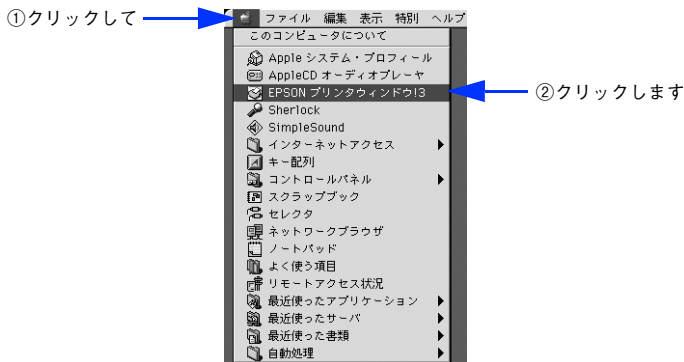 ①クリックして
ファイル 編集 表示 特別 ヘルプ
このコンピュータについて
Apple システム・プロフィール
AppleCD オーディオプレーヤ
EPSON プリンタウィンドウ!3
②クリックします
Sherlock
SimpleSound
インターネットアクセス
キー配列
コントロールパネル
スクラップブック
セレクタ
ネットワークブラウザ
ノートパッド
よく使う項目
リモートアクセス状況
最近使ったアプリケーション
最近使ったサーバ
最近使った書類
自動処理